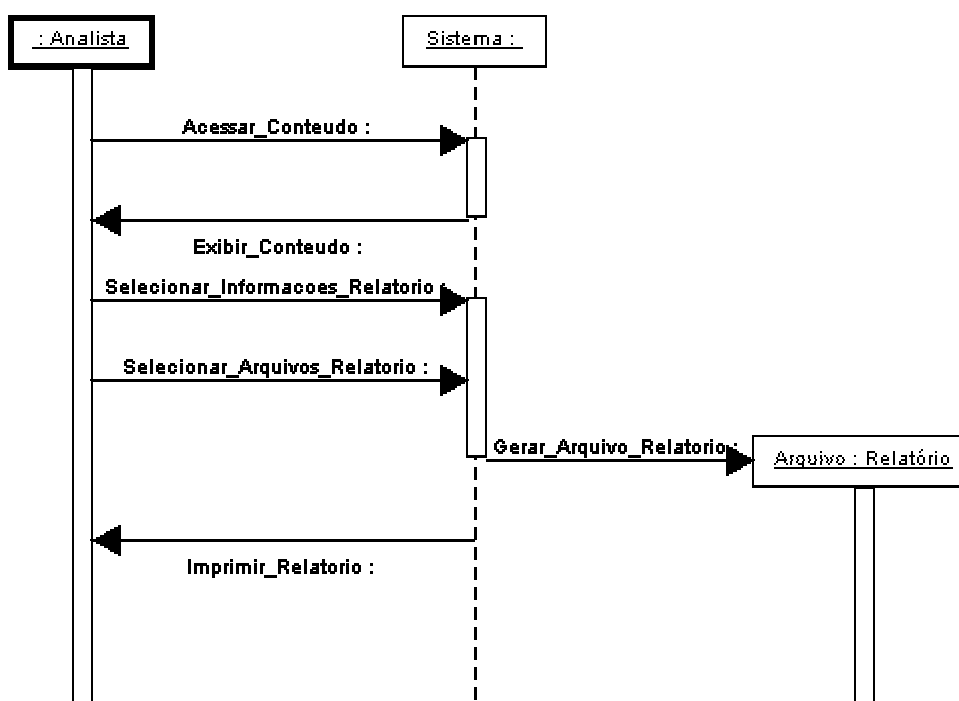 : Analista
Sistema :
Acessar_Conteudo :
Exibir_Conteudo :
Selecionar_Informacoes_Relatorio :
Selecionar_Arquivos_Relatorio :
Gerar_Arquivo_Relatorio :
Arquivo : Relatório
Imprimir_Relatorio :